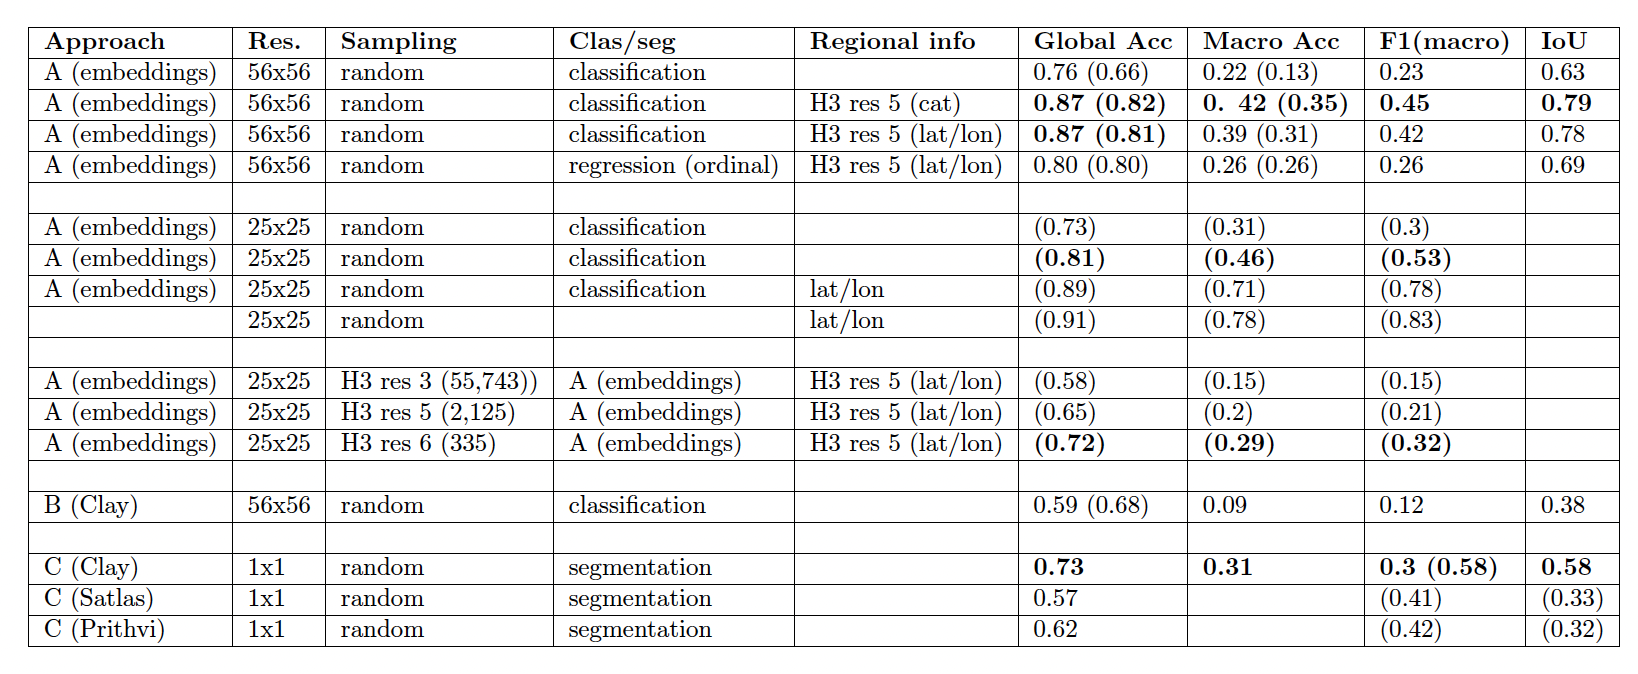 Approach Res. Sampling Clas/seg Regional info Global Acc Macro Acc F1(macro) IoU
A (embeddings) 56x56 random classification 0.76 (0.66) 0.22 (0.13) 0.23 0.63
A (embeddings) 56x56 random classification H3 res 5 (cat) 0.87 (0.82) 0. 42 (0.35) 0.45 0.79
A (embeddings) 56x56 random classification H3 res 5 (lat/lon) 0.87 (0.81) 0.39 (0.31) 0.42 0.78
A (embeddings) 56x56 random regression (ordinal) H3 res 5 (lat/lon) 0.80 (0.80) 0.26 (0.26) 0.26 0.69
A (embeddings) 25x25 random classification (0.73) (0.31) (0.3)
A (embeddings) 25x25 random classification (0.81) (0.46) (0.53)
A (embeddings) 25x25 random classification lat/lon (0.89) (0.71) (0.78)
25x25 random lat/lon (0.91) (0.78) (0.83)
A (embeddings) 25x25 H3 res 3 (55,743)) A (embeddings) H3 res 5 (lat/lon) (0.58) (0.15) (0.15)
A (embeddings) 25x25 H3 res 5 (2,125) A (embeddings) H3 res 5 (lat/lon) (0.65) (0.2) (0.21)
A (embeddings) 25x25 H3 res 6 (335) A (embeddings) H3 res 5 (lat/lon) (0.72) (0.29) (0.32)
B (Clay) 56x56 random classification 0.59 (0.68) 0.09 0.12 0.38
C (Clay) 1x1 random segmentation 0.73 0.31 0.3 (0.58) 0.58
C (Satlas) 1x1 random segmentation 0.57 (0.41) (0.33)
C (Prithvi) 1x1 random segmentation 0.62 (0.42) (0.32)